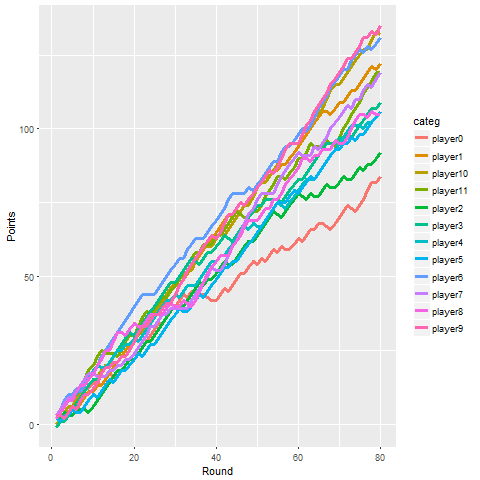 100
50
0
Points
0
20
40
60
80
Round
categ
player0
player1
player10
player11
player2
player3
player4
player5
player6
player7
player8
player9